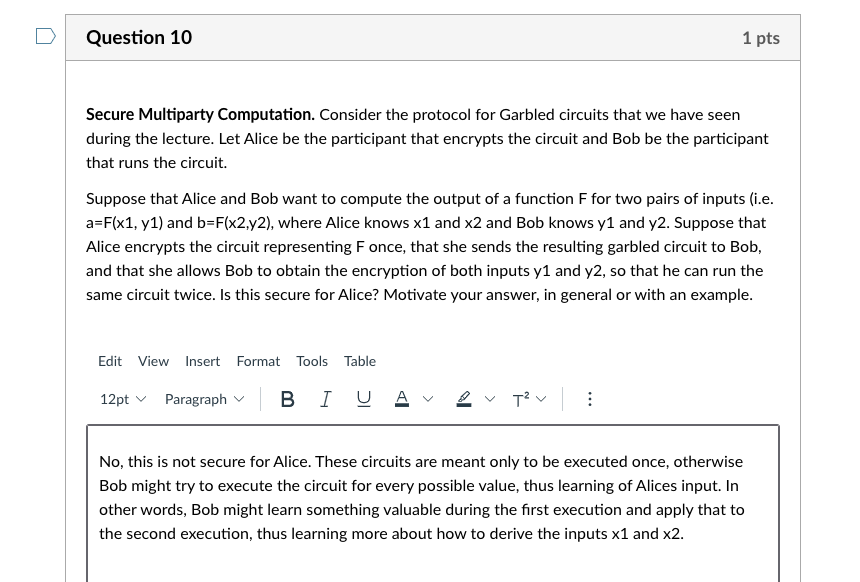 Question 10
1 pts
Secure Multiparty Computation. Consider the protocol for Garbled circuits that we have seen
during the lecture. Let Alice be the participant that encrypts the circuit and Bob be the participant
that runs the circuit.
Suppose that Alice and Bob want to compute the output of a function F for two pairs of inputs (i.e.
a=F(x1, y1) and b=F(x2,y2), where Alice knows x1 and x2 and Bob knows y1 and y2. Suppose that
Alice encrypts the circuit representing F once, that she sends the resulting garbled circuit to Bob,
and that she allows Bob to obtain the encryption of both inputs y1 and y2, so that he can run the
same circuit twice. Is this secure for Alice? Motivate your answer, in general or with an example.
Edit View Insert Format Tools Table
12pt Paragraph B I U A T²
No, this is not secure for Alice. These circuits are meant only to be executed once, otherwise
Bob might try to execute the circuit for every possible value, thus learning of Alices input. In
other words, Bob might learn something valuable during the first execution and apply that to
the second execution, thus learning more about how to derive the inputs x1 and x2.